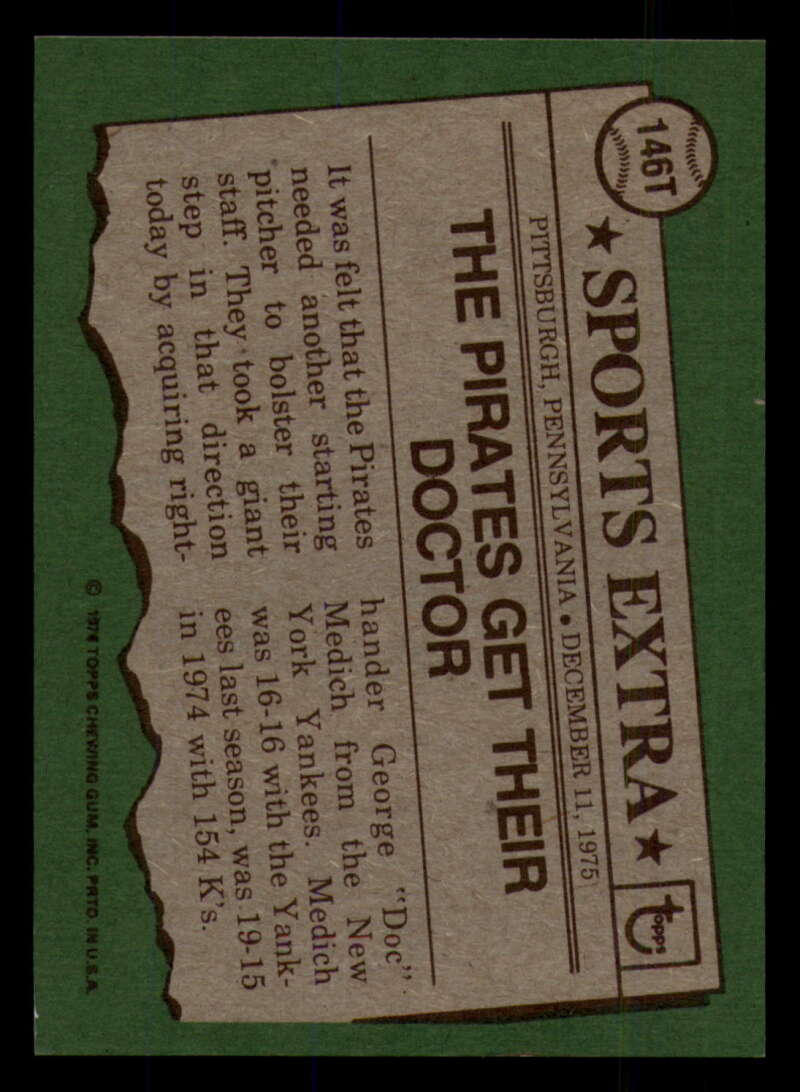 146T
★ SPORTS EXTRA ★
topps
PITTSBURGH, PENNSYLVANIA • DECEMBER 11, 1975
THE PIRATES GET THEIR
DOCTOR
It was felt that the Pirates
needed another starting
pitcher to bolster their
staff. They took a giant
step in that direction
today by acquiring right-
hander George "Doc"
Medich from the New
York Yankees. Medich
was 16-16 with the Yank-
ees last season, was 19-15
in 1974 with 154 K's.
© 1976 TOPPS CHEWING GUM, INC. PRTD. IN U.S.A.